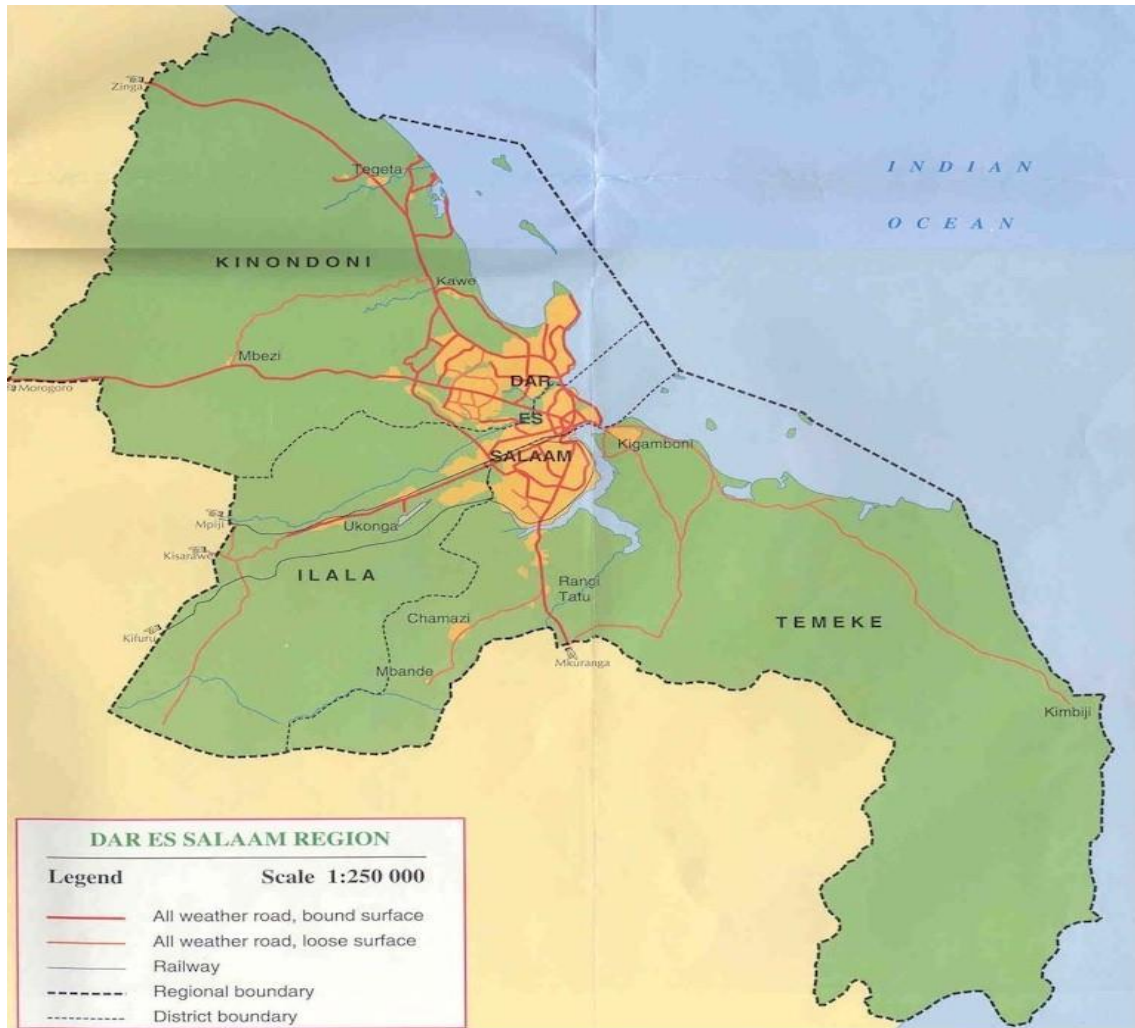 Zinga
Tegeta
INDIAN
OCEAN
KINONDONI
Kawe
Mbezi
Morogoro
DAR
ES
SALAAM
Kigamboni
Mpiji
Ukonga
Kisarawe
ILALA
Rangi
Tatu
Chamazi
TEMEKE
Kifuru
Mbande
Mkuranga
Kimbiji
DAR ES SALAAM REGION
Legend Scale 1:250 000
All weather road, bound surface
All weather road, loose surface
Railway
Regional boundary
District boundary